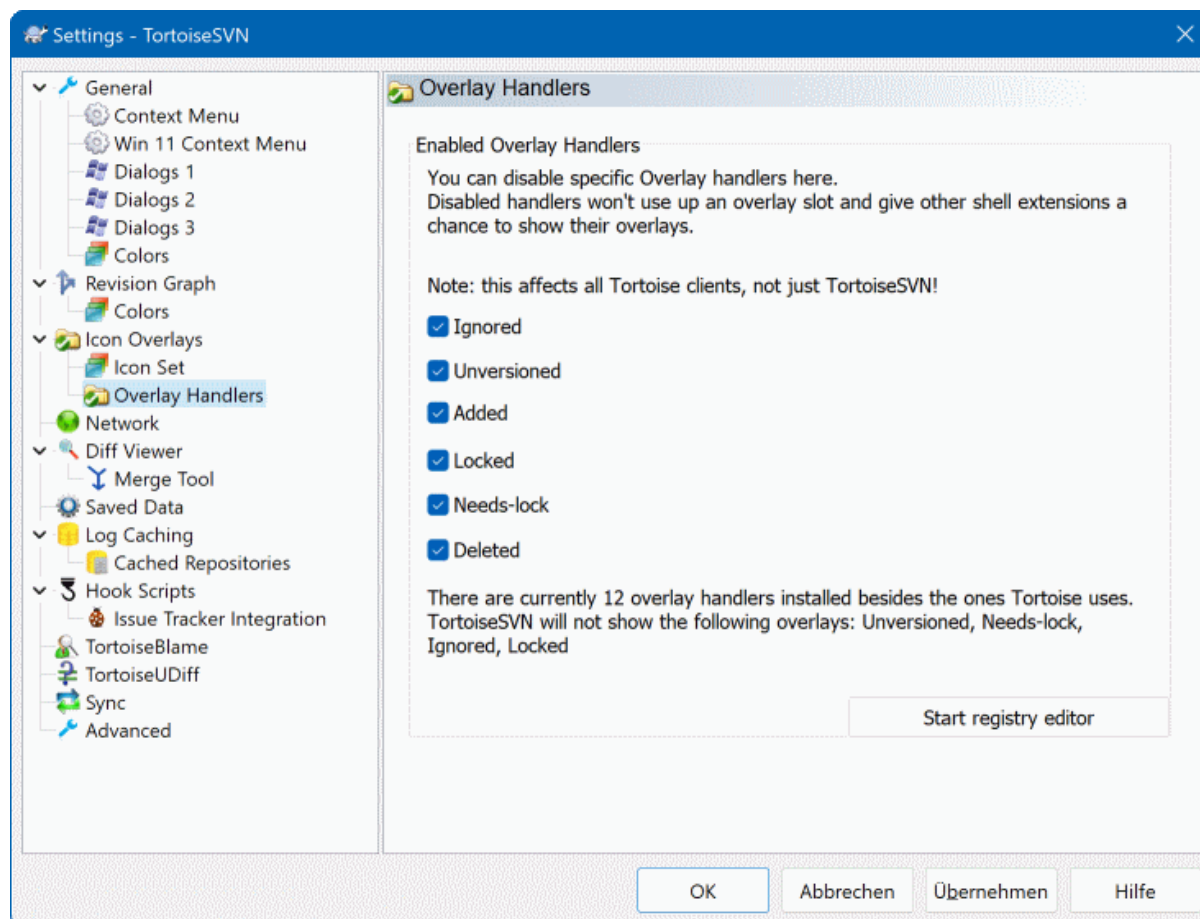 Settings - TortoiseSVN
General
Context Menu
Win 11 Context Menu
Dialogs 1
Dialogs 2
Dialogs 3
Colors
Revision Graph
Colors
Icon Overlays
Icon Set
Overlay Handlers
Network
Diff Viewer
Merge Tool
Saved Data
Log Caching
Cached Repositories
Hook Scripts
Issue Tracker Integration
TortoiseBlame
TortoiseUDiff
Sync
Advanced
Overlay Handlers
Enabled Overlay Handlers
You can disable specific Overlay handlers here.
Disabled handlers won't use up an overlay slot and give other shell extensions a
chance to show their overlays.
Note: this affects all Tortoise clients, not just TortoiseSVN!
Ignored
Unversioned
Added
Locked
Needs-lock
Deleted
There are currently 12 overlay handlers installed besides the ones Tortoise uses.
TortoiseSVN will not show the following overlays: Unversioned, Needs-lock,
Ignored, Locked
Start registry editor
OK
Abbrechen
Übernehmen
Hilfe